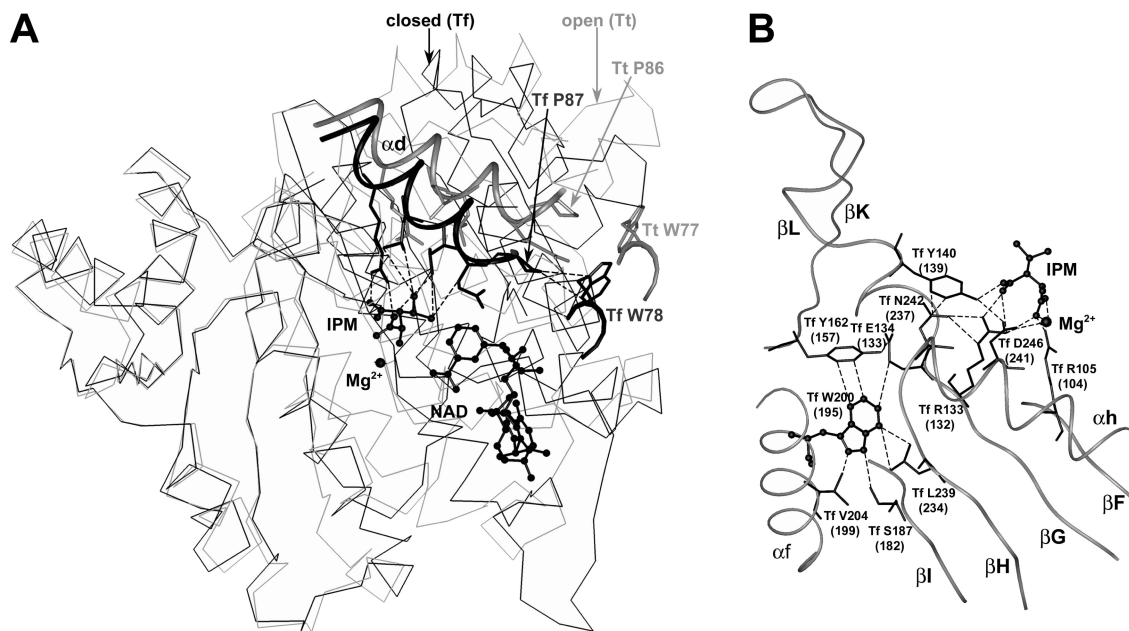 A
closed (Tf)
open (Tt)
Tt P86
Tf P87
αd
Tt W77
IPM
Tf W78
Mg²⁺
NAD
B
βK
βL
Tf Y140
(139)
IPM
Tf N242
(237)
Mg²⁺
Tf Y162
(157)
Tf E134
(133)
Tf D246
(241)
Tf R105
(104)
Tf W200
(195)
Tf R133
(132)
αh
Tf L239
(234)
βF
Tf V204
(199)
Tf S187
(182)
βG
αf
βH
βI